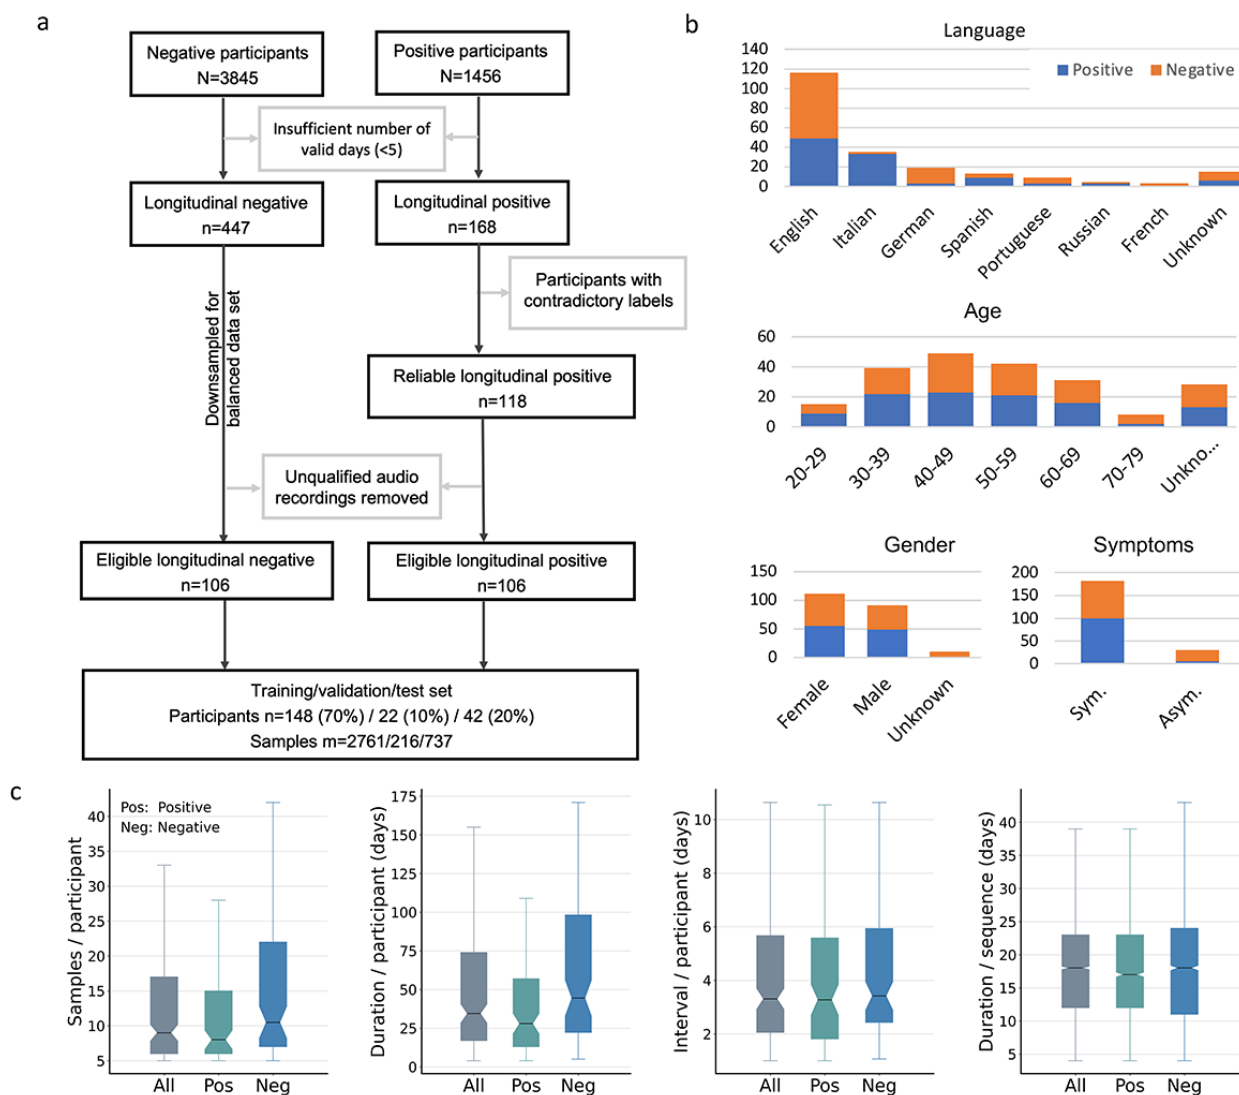 a
Negative participants
N=3845
Positive participants
N=1456
Insufficient number of
valid days (<5)
Longitudinal negative
n=447
Longitudinal positive
n=168
Participants with
contradictory labels
Downsampled for
balanced data set
Reliable longitudinal positive
n=118
Unqualified audio
recordings removed
Eligible longitudinal negative
n=106
Eligible longitudinal positive
n=106
Training/validation/test set
Participants n=148 (70%) / 22 (10%) / 42 (20%)
Samples m=2761/216/737
b
Language
Positive Negative
140
120
100
80
60
40
20
0
English Italian German Spanish Portuguese Russian French Unknown
Age
60
40
20
0
20-29 30-39 40-49 50-59 60-69 70-79 Unkno...
Gender
150
100
50
0
Female Male Unknown
Symptoms
200
150
100
50
0
Sym. Asym.
c
Pos: Positive
Neg: Negative
Samples / participant
40
35
30
25
20
15
10
5
All Pos Neg
Duration / participant (days)
175
150
125
100
75
50
25
0
All Pos Neg
Interval / participant (days)
10
8
6
4
2
All Pos Neg
Duration / sequence (days)
40
35
30
25
20
15
10
5
All Pos Neg